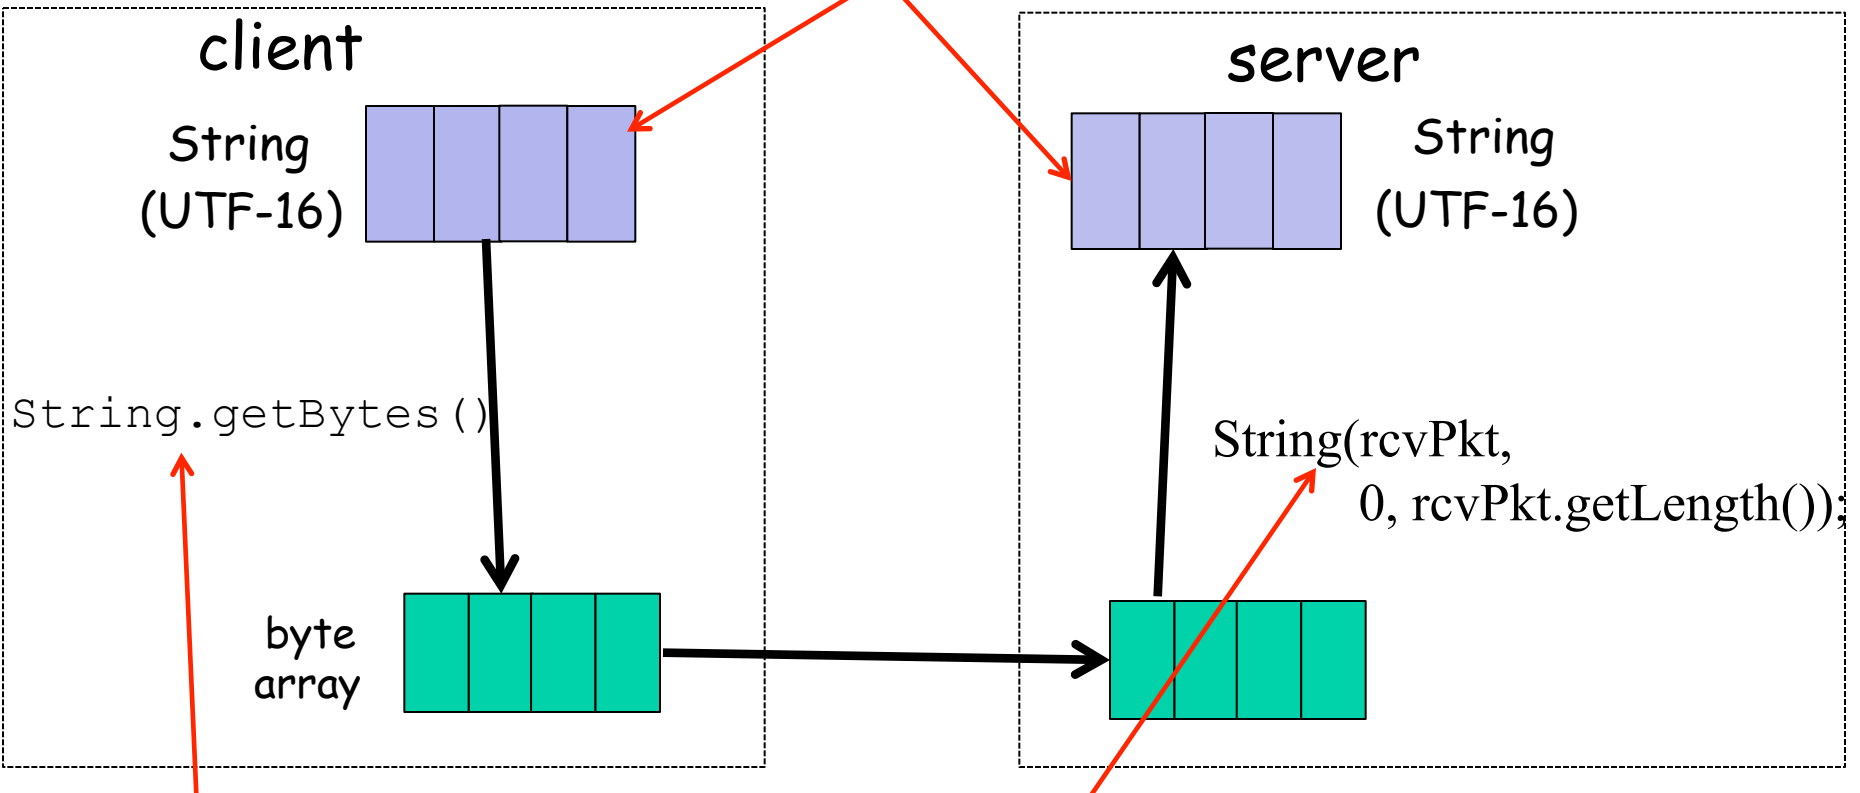 client
String
(UTF-16)
String.getBytes()
byte
array
server
String
(UTF-16)
String(rcvPkt,
0, rcvPkt.getLength());